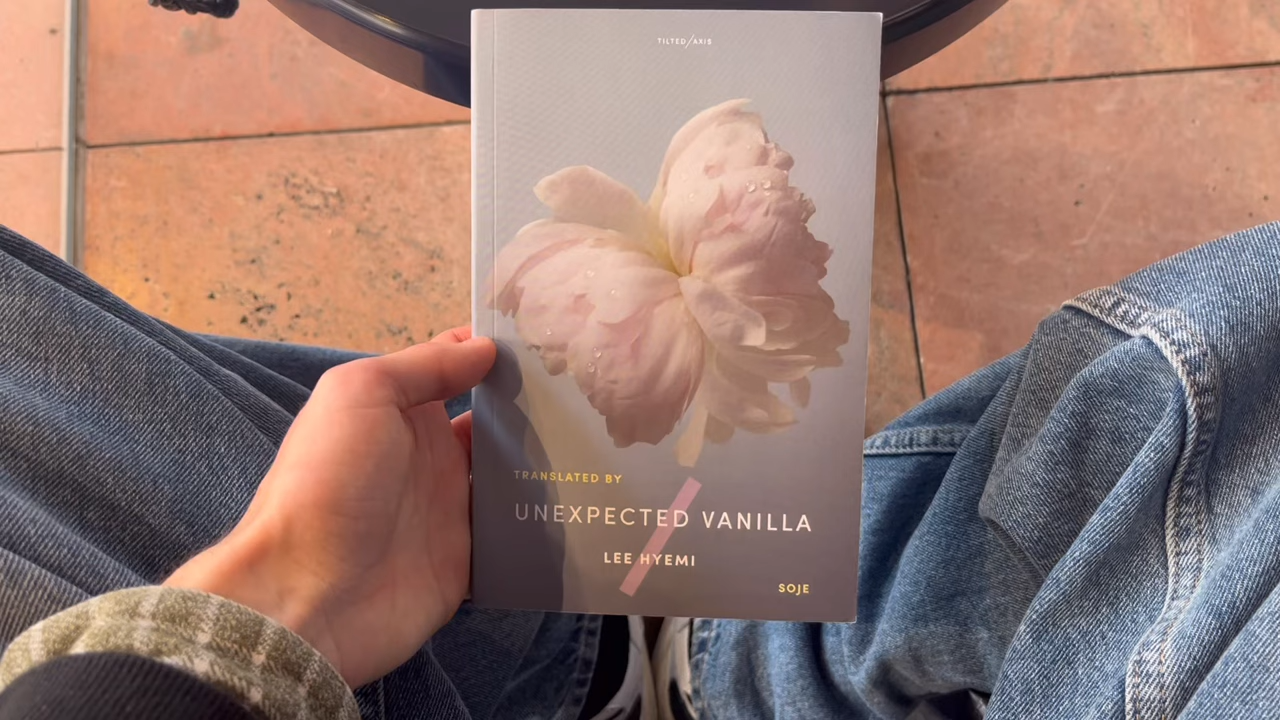 TILTED/AXIS
TRANSLATED BY
UNEXPECTED VANILLA
LEE HYEMI
SOJE